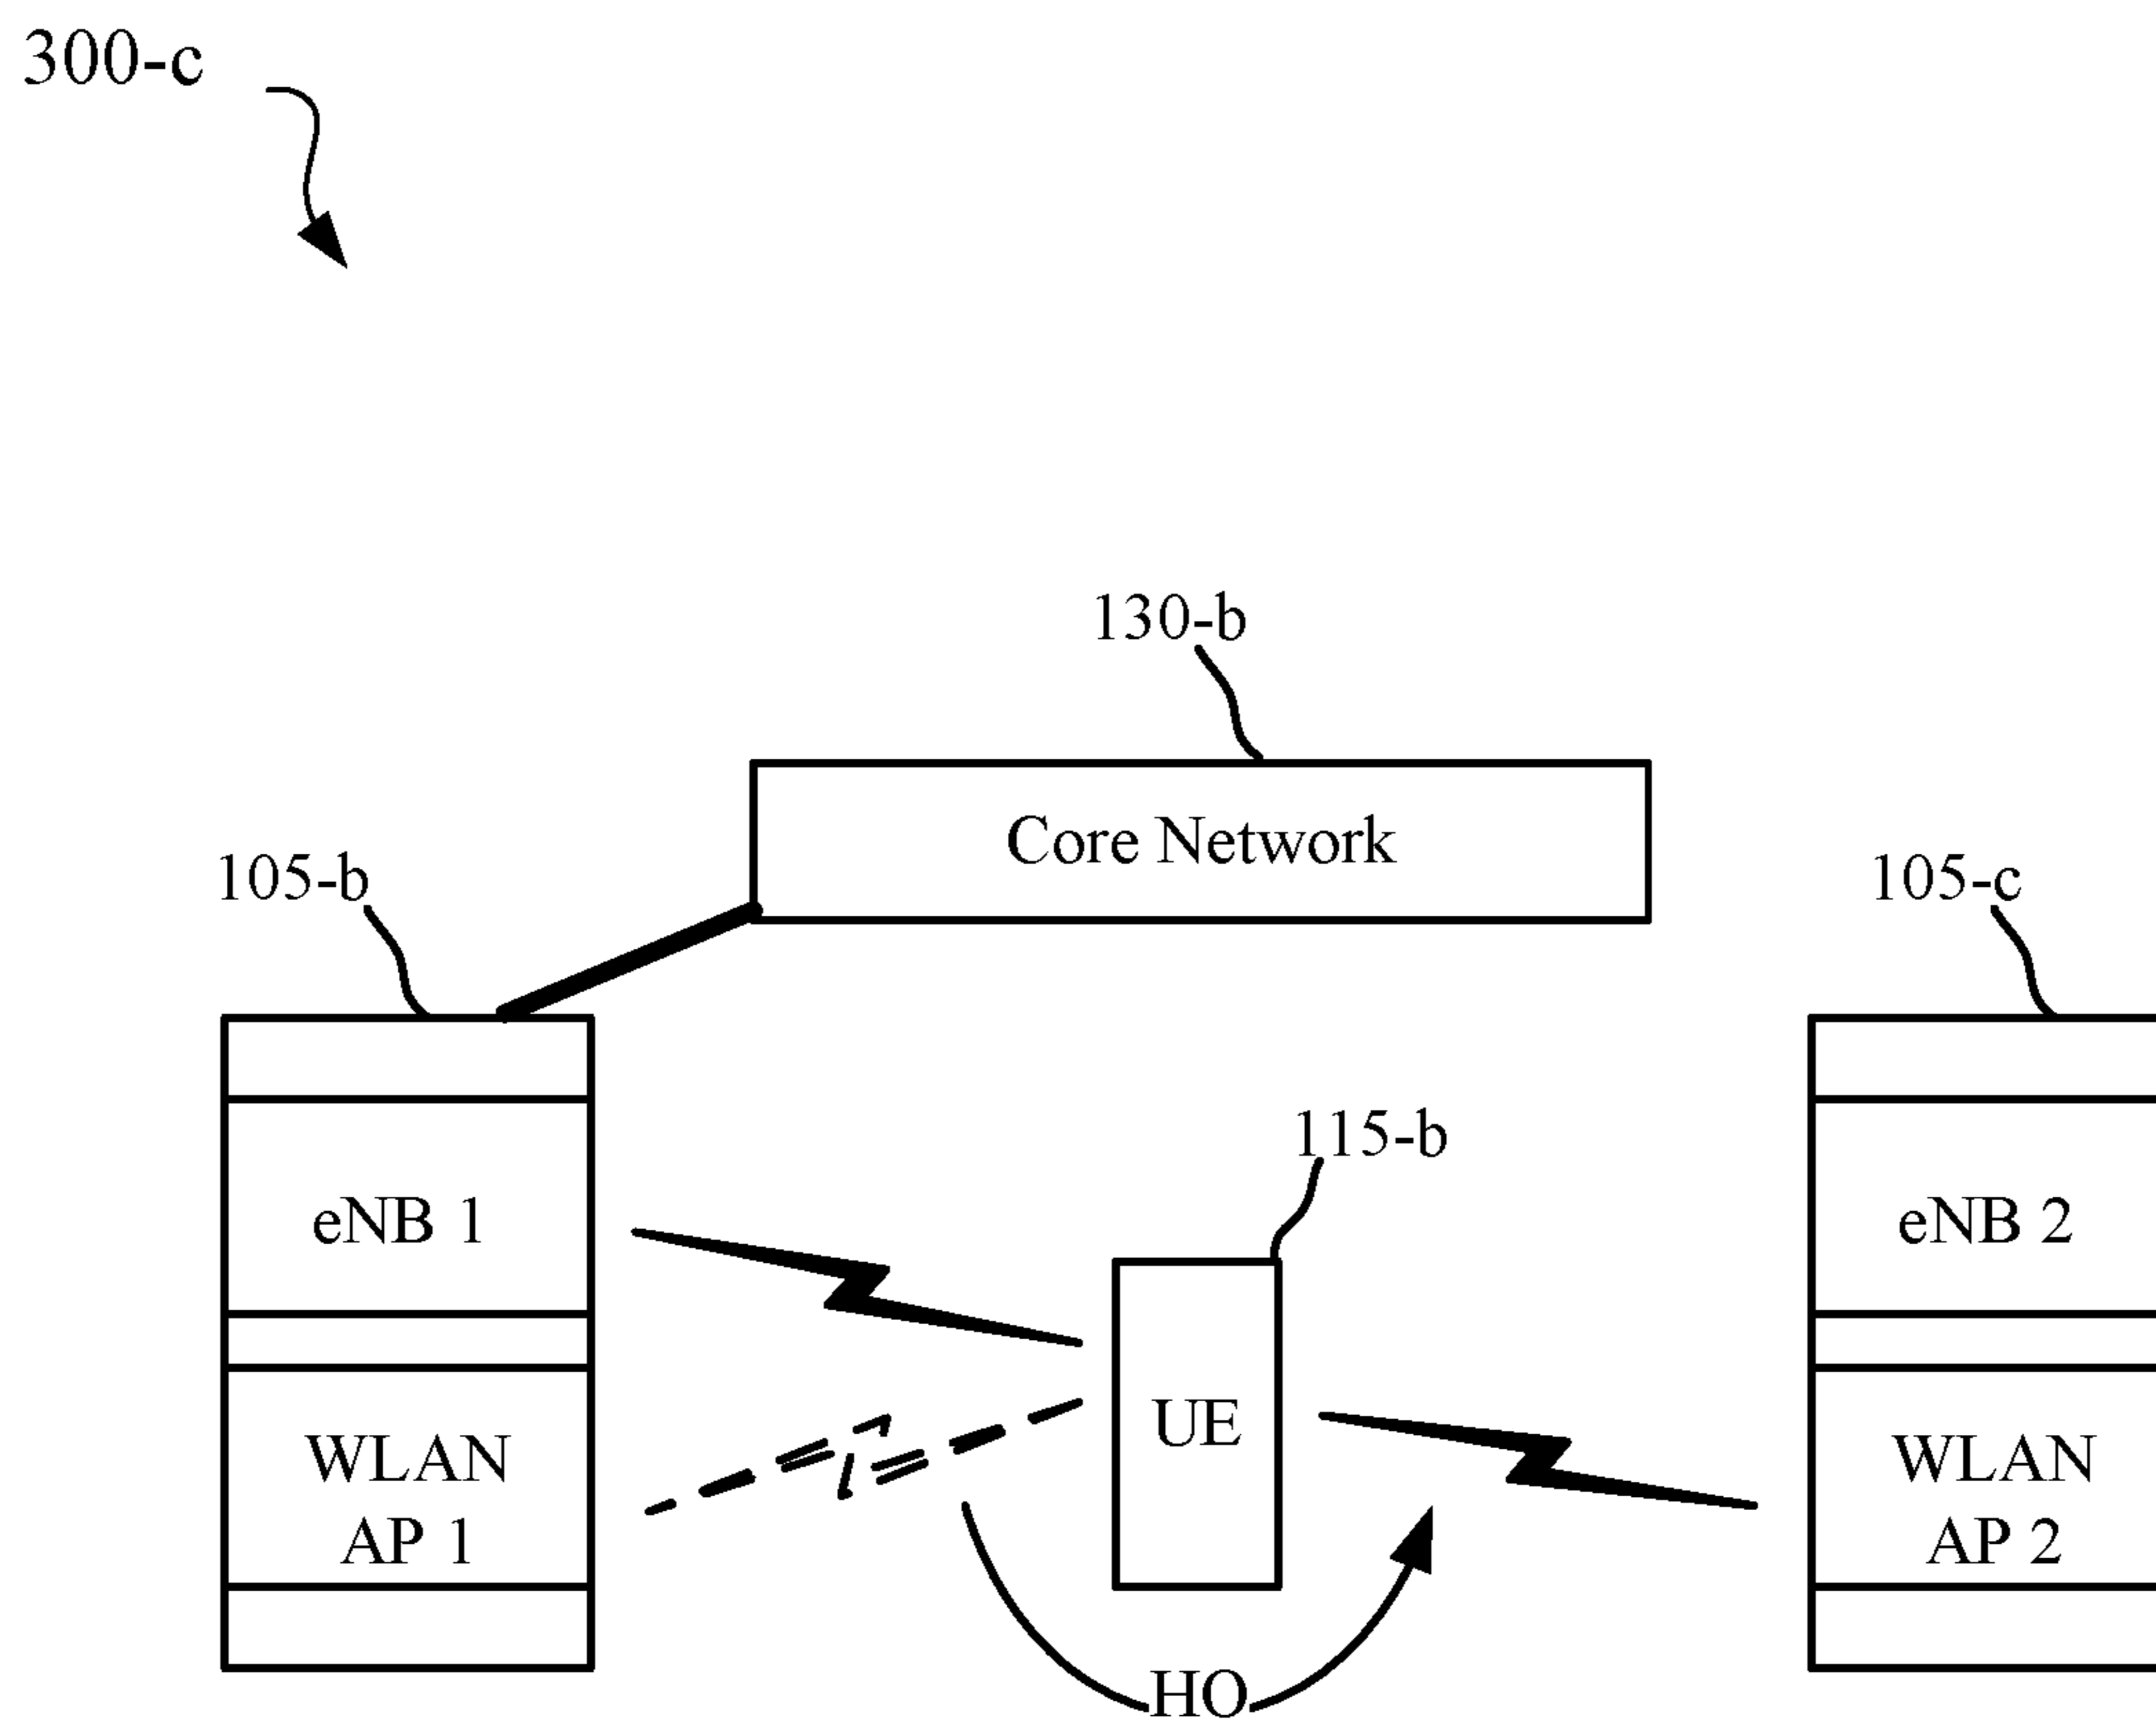 300-c
130-b
Core Network
105-b
105-c
115-b
eNB 1
eNB 2
UE
WLAN
AP 1
WLAN
AP 2
HO